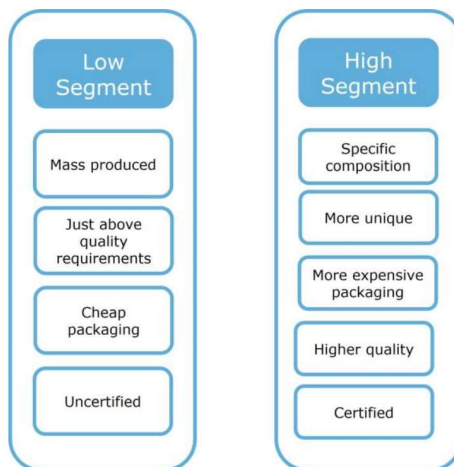 Low
Segment
Mass produced
Just above
quality
requirements
Cheap
packaging
Uncertified
High
Segment
Specific
composition
More unique
More expensive
packaging
Higher quality
Certified